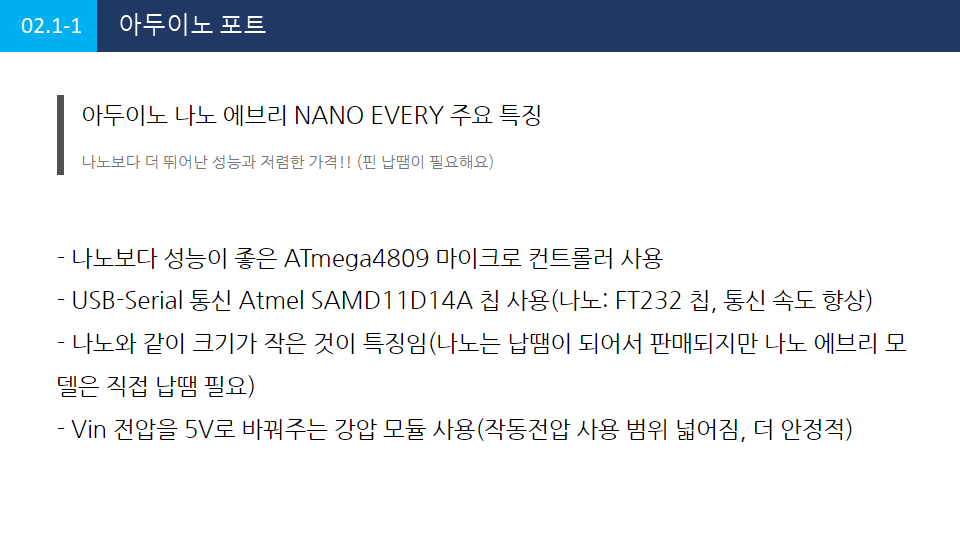 02.1-1
아두이노 포트
아두이노 나노 에브리 NANO EVERY 주요 특징
나노보다 더 뛰어난 성능과 저렴한 가격!! (핀 납땜이 필요해요)
- 나노보다 성능이 좋은 ATmega4809 마이크로 컨트롤러 사용
- USB-Serial 통신 Atmel SAMD11D14A 칩 사용(나노: FT232 칩, 통신 속도 향상)
- 나노와 같이 크기가 작은 것이 특징임(나노는 납땜이 되어서 판매되지만 나노 에브리 모
델은 직접 납땜 필요)
- Vin 전압을 5V로 바꿔주는 강압 모듈 사용(작동전압 사용 범위 넓어짐, 더 안정적)